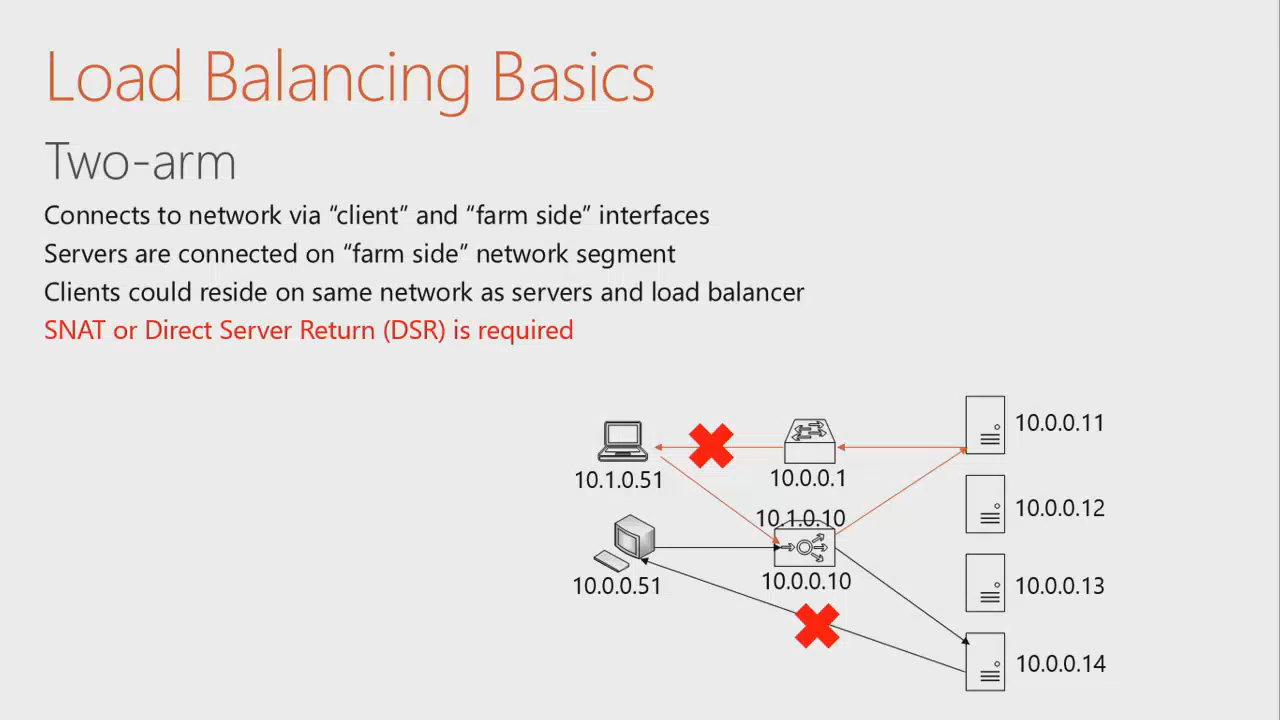 Load Balancing Basics
Two-arm
Connects to network via “client” and “farm side” interfaces
Servers are connected on “farm side” network segment
Clients could reside on same network as servers and load balancer
SNAT or Direct Server Return (DSR) is required
10.0.0.11
10.1.0.51
10.0.0.1
10.1.0.10
10.0.0.12
10.0.0.51
10.0.0.10
10.0.0.13
10.0.0.14